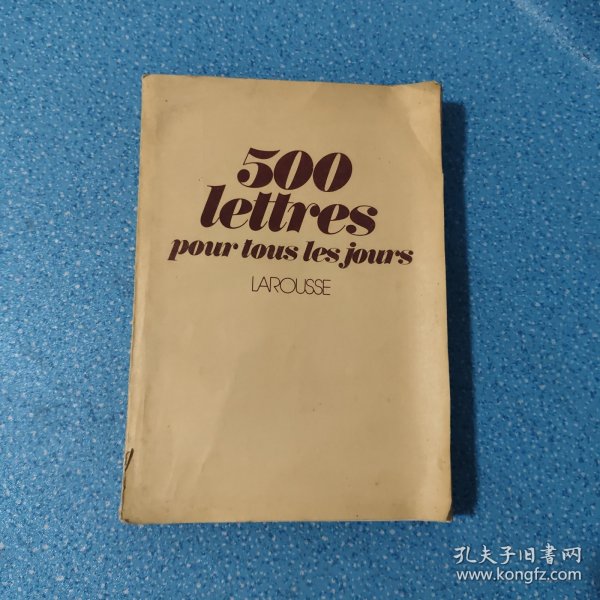 500
lettres
pour tous les jours
LAROUSSE
孔夫子旧书网
www.kongfz.com